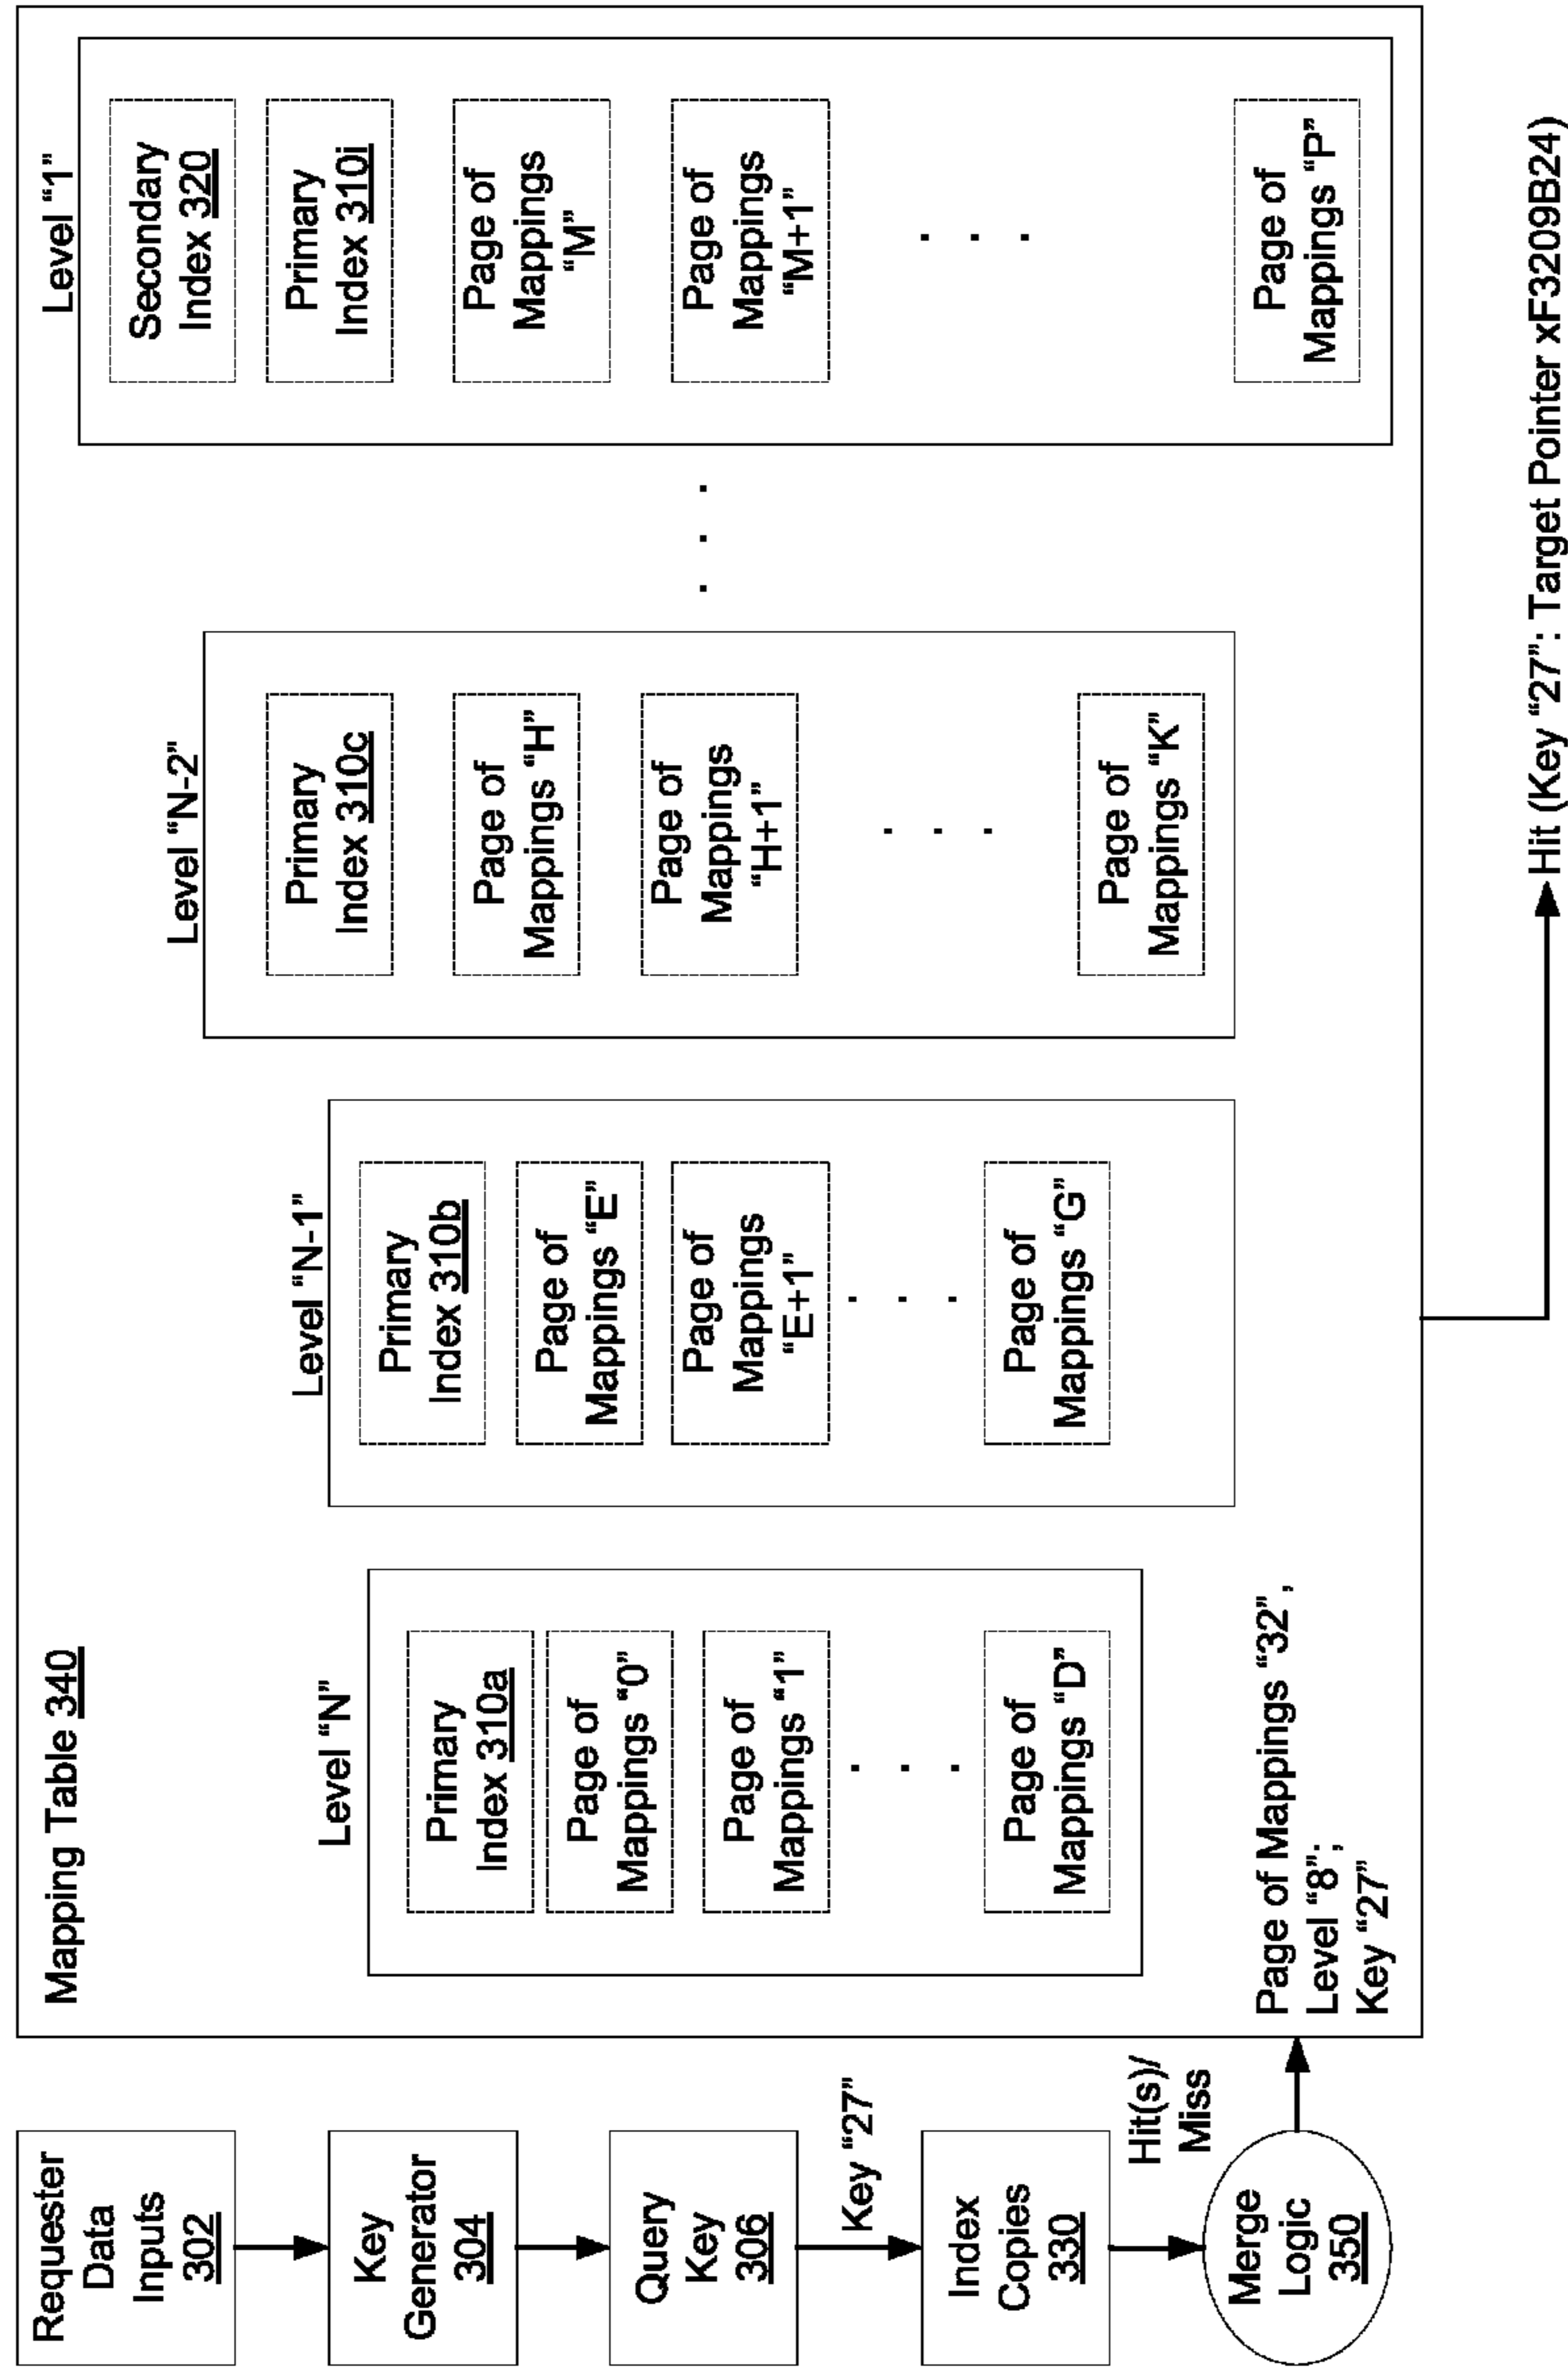 Requester
Data
Inputs
302
Key
Generator
304
Query
Key
306
Key “27”
Index
Copies
330
Hit(s)/
Miss
Merge
Logic
350
Mapping Table 340
Level “N”
Primary
Index 310a
Page of
Mappings “0”
Page of
Mappings “1”
. . .
Page of
Mappings “D”
Page of Mappings “32”,
Level “8”;
Key “27”
Level “N-1”
Primary
Index 310b
Page of
Mappings “E”
Page of
Mappings
“E+1”
. . .
Page of
Mappings “G”
Level “N-2”
Primary
Index 310c
Page of
Mappings “H”
Page of
Mappings
“H+1”
. . .
Page of
Mappings “K”
. . .
Level “1”
Secondary
Index 320
Primary
Index 310i
Page of
Mappings
“M”
Page of
Mappings
“M+1”
. . .
Page of
Mappings “P”
Hit (Key “27”: Target Pointer xF3209B24)